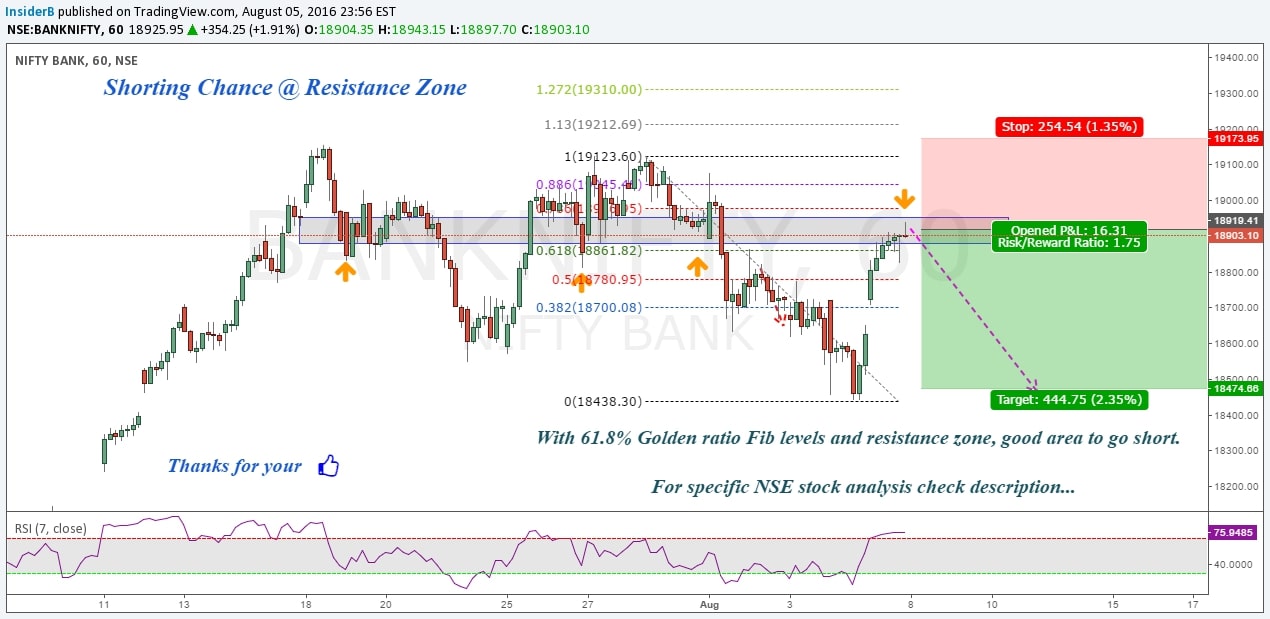 InsiderB published on TradingView.com, August 05, 2016 23:56 EST
NSE:BANKNIFTY, 60 18925.95 ▲ +354.25 (+1.91%) O:18904.35 H:18943.15 L:18897.70 C:18903.10
NIFTY BANK, 60, NSE
Shorting Chance @ Resistance Zone
1.272(19310.00)
1.13(19212.69)
1(19123.60)
0.886(
0.618(18861.82)
0.5(18780.95)
0.382(18700.08)
0(18438.30)
BANKNIFTY, 60
NIFTY BANK
Stop: 254.54 (1.35%)
Opened P&L: 16.31
Risk/Reward Ratio: 1.75
Target: 444.75 (2.35%)
With 61.8% Golden ratio Fib levels and resistance zone, good area to go short.
Thanks for your
For specific NSE stock analysis check description...
19400.00
19300.00
19200.00
19173.95
19100.00
19000.00
18919.41
18903.10
18800.00
18700.00
18600.00
18500.00
18474.66
18400.00
18300.00
18200.00
RSI (7, close)
75.9485
40.0000
11 13 18 20 25 27 Aug 3 8 10 15 17